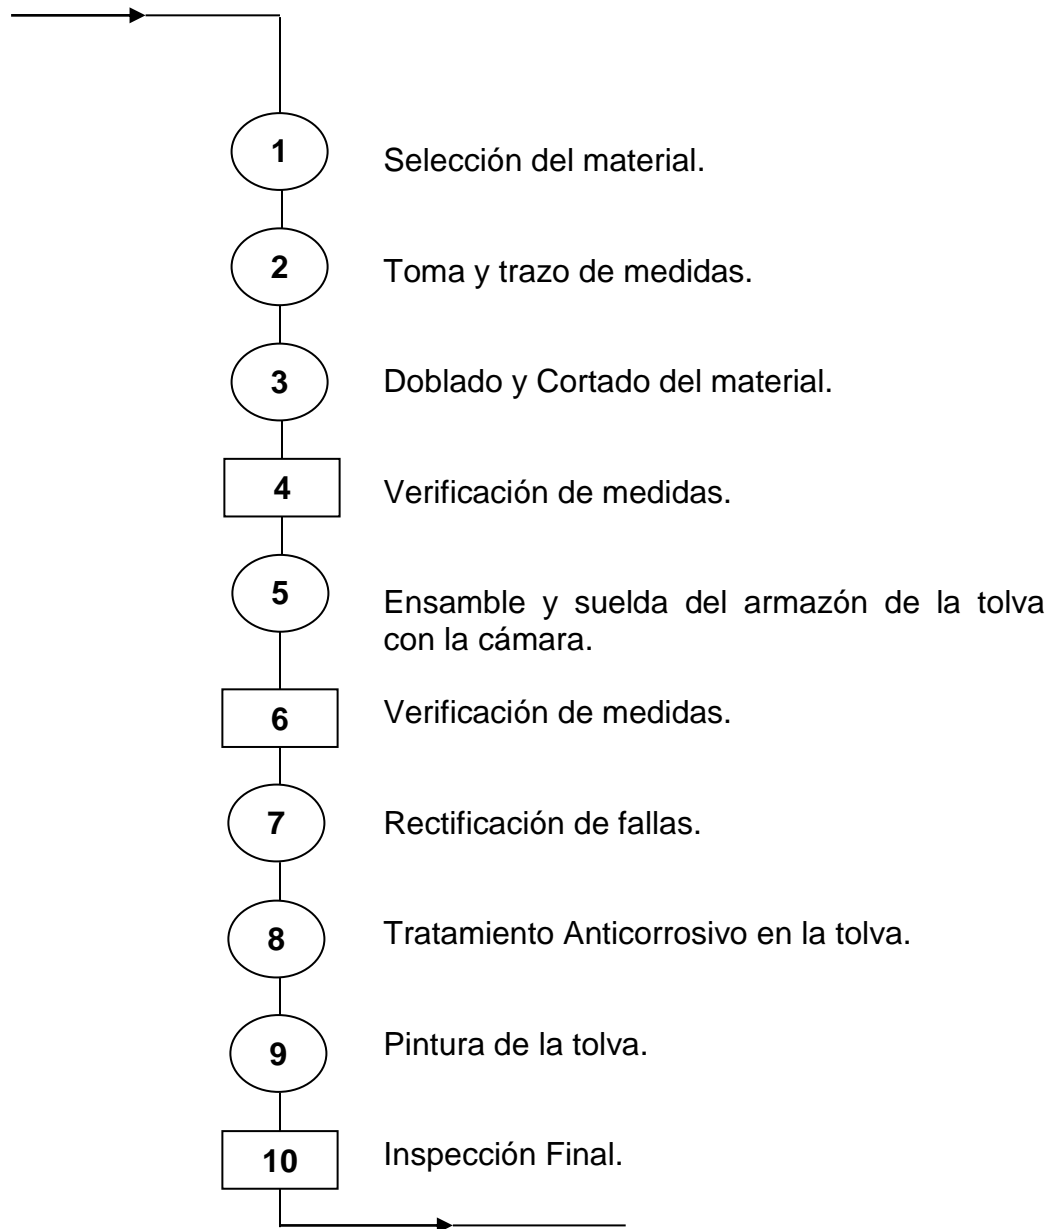 1
Selección del material.
2
Toma y trazo de medidas.
3
Doblado y Cortado del material.
4
Verificación de medidas.
5
Ensamble y suelda del armazón de la tolva
con la cámara.
6
Verificación de medidas.
7
Rectificación de fallas.
8
Tratamiento Anticorrosivo en la tolva.
9
Pintura de la tolva.
10
Inspección Final.